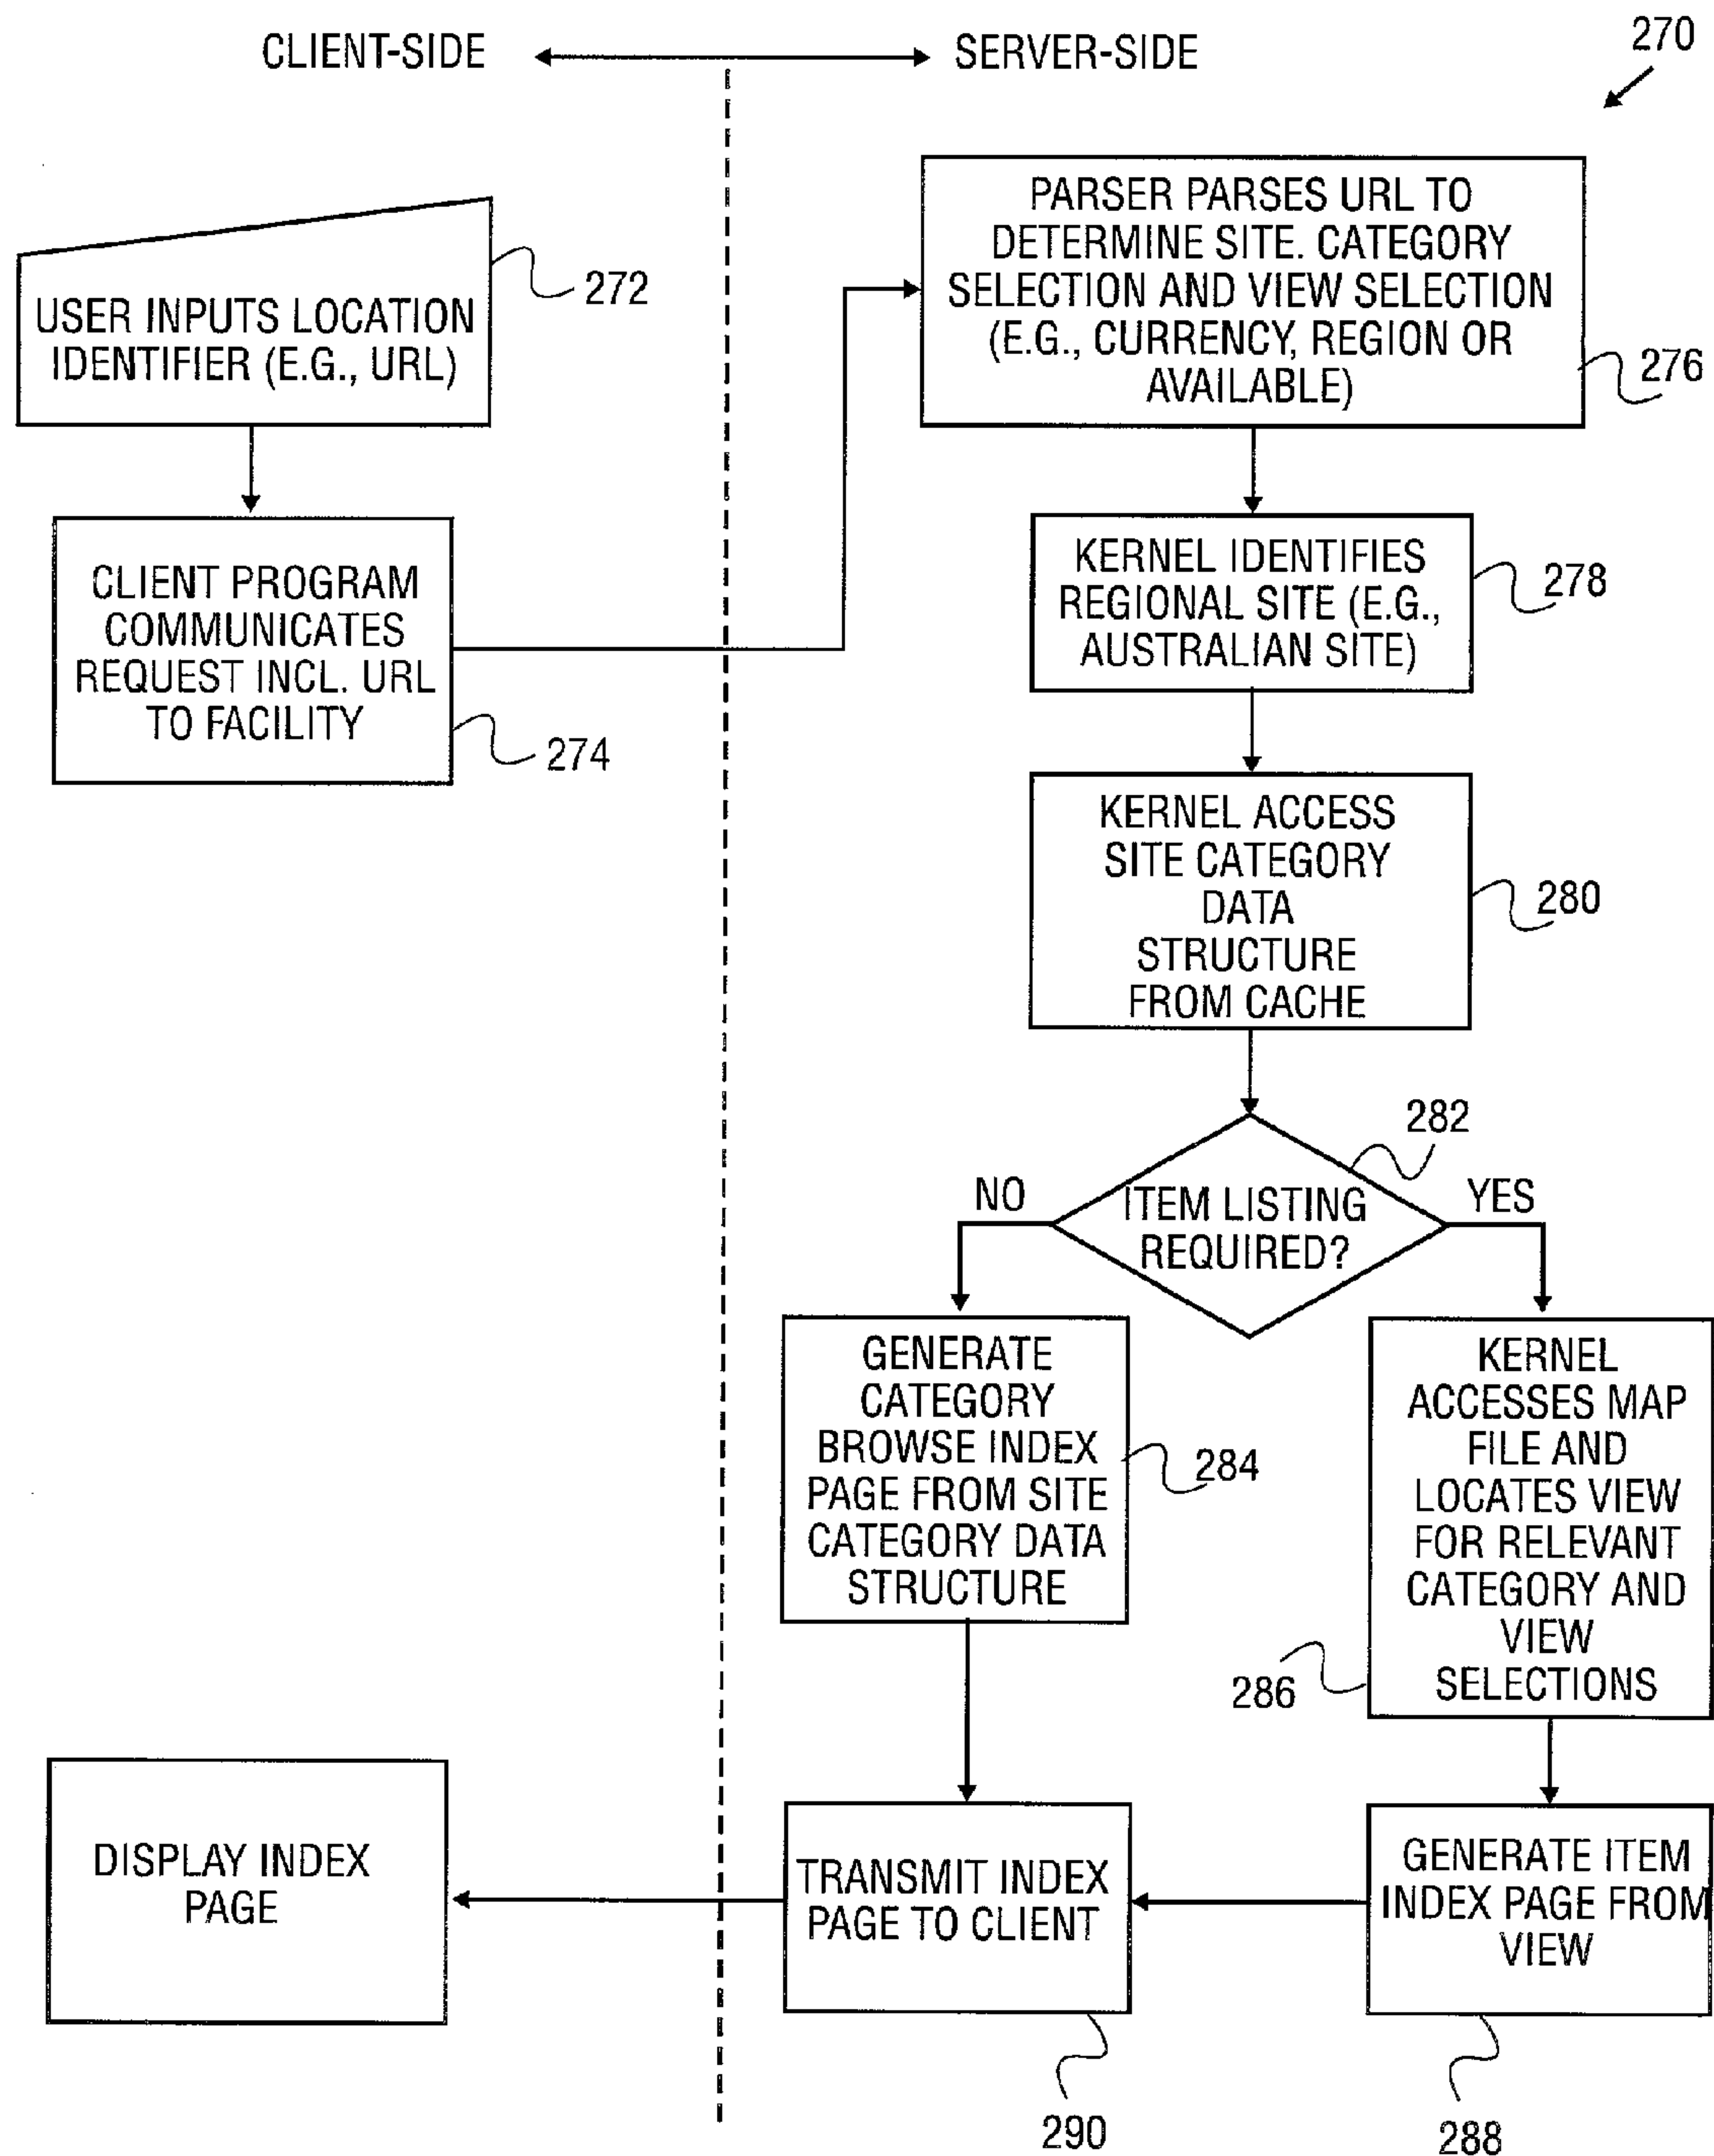 CLIENT-SIDE
SERVER-SIDE
270
USER INPUTS LOCATION
IDENTIFIER (E.G., URL)
272
CLIENT PROGRAM
COMMUNICATES
REQUEST INCL. URL
TO FACILITY
274
PARSER PARSES URL TO
DETERMINE SITE. CATEGORY
SELECTION AND VIEW SELECTION
(E.G., CURRENCY, REGION OR
AVAILABLE)
276
KERNEL IDENTIFIES
REGIONAL SITE (E.G.,
AUSTRALIAN SITE)
278
KERNEL ACCESS
SITE CATEGORY
DATA
STRUCTURE
FROM CACHE
280
282
NO
ITEM LISTING
REQUIRED?
YES
GENERATE
CATEGORY
BROWSE INDEX
PAGE FROM SITE
CATEGORY DATA
STRUCTURE
284
KERNEL
ACCESSES MAP
FILE AND
LOCATES VIEW
FOR RELEVANT
CATEGORY AND
VIEW
SELECTIONS
286
GENERATE ITEM
INDEX PAGE FROM
VIEW
288
TRANSMIT INDEX
PAGE TO CLIENT
290
DISPLAY INDEX
PAGE